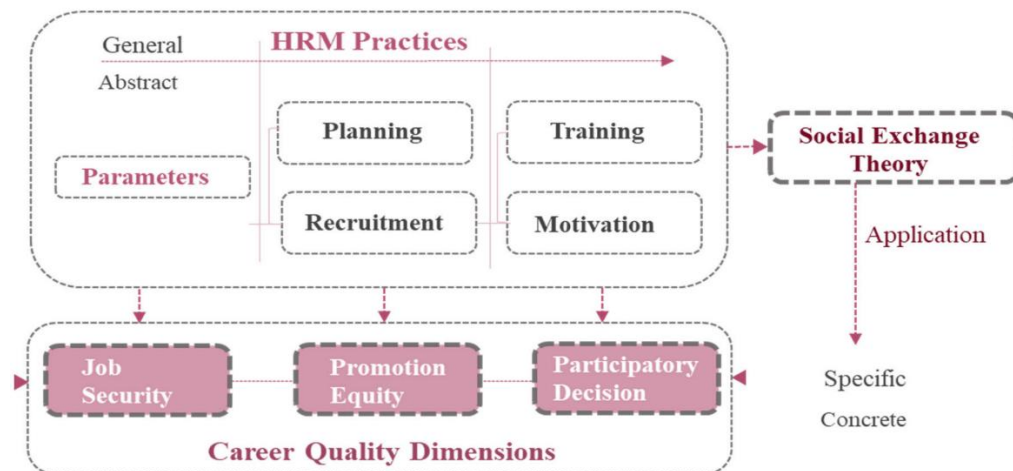 General
HRM Practices
Abstract
Planning
Training
Social Exchange
Theory
Parameters
Recruitment
Motivation
Application
Job
Security
Promotion
Equity
Participatory
Decision
Specific
Concrete
Career Quality Dimensions